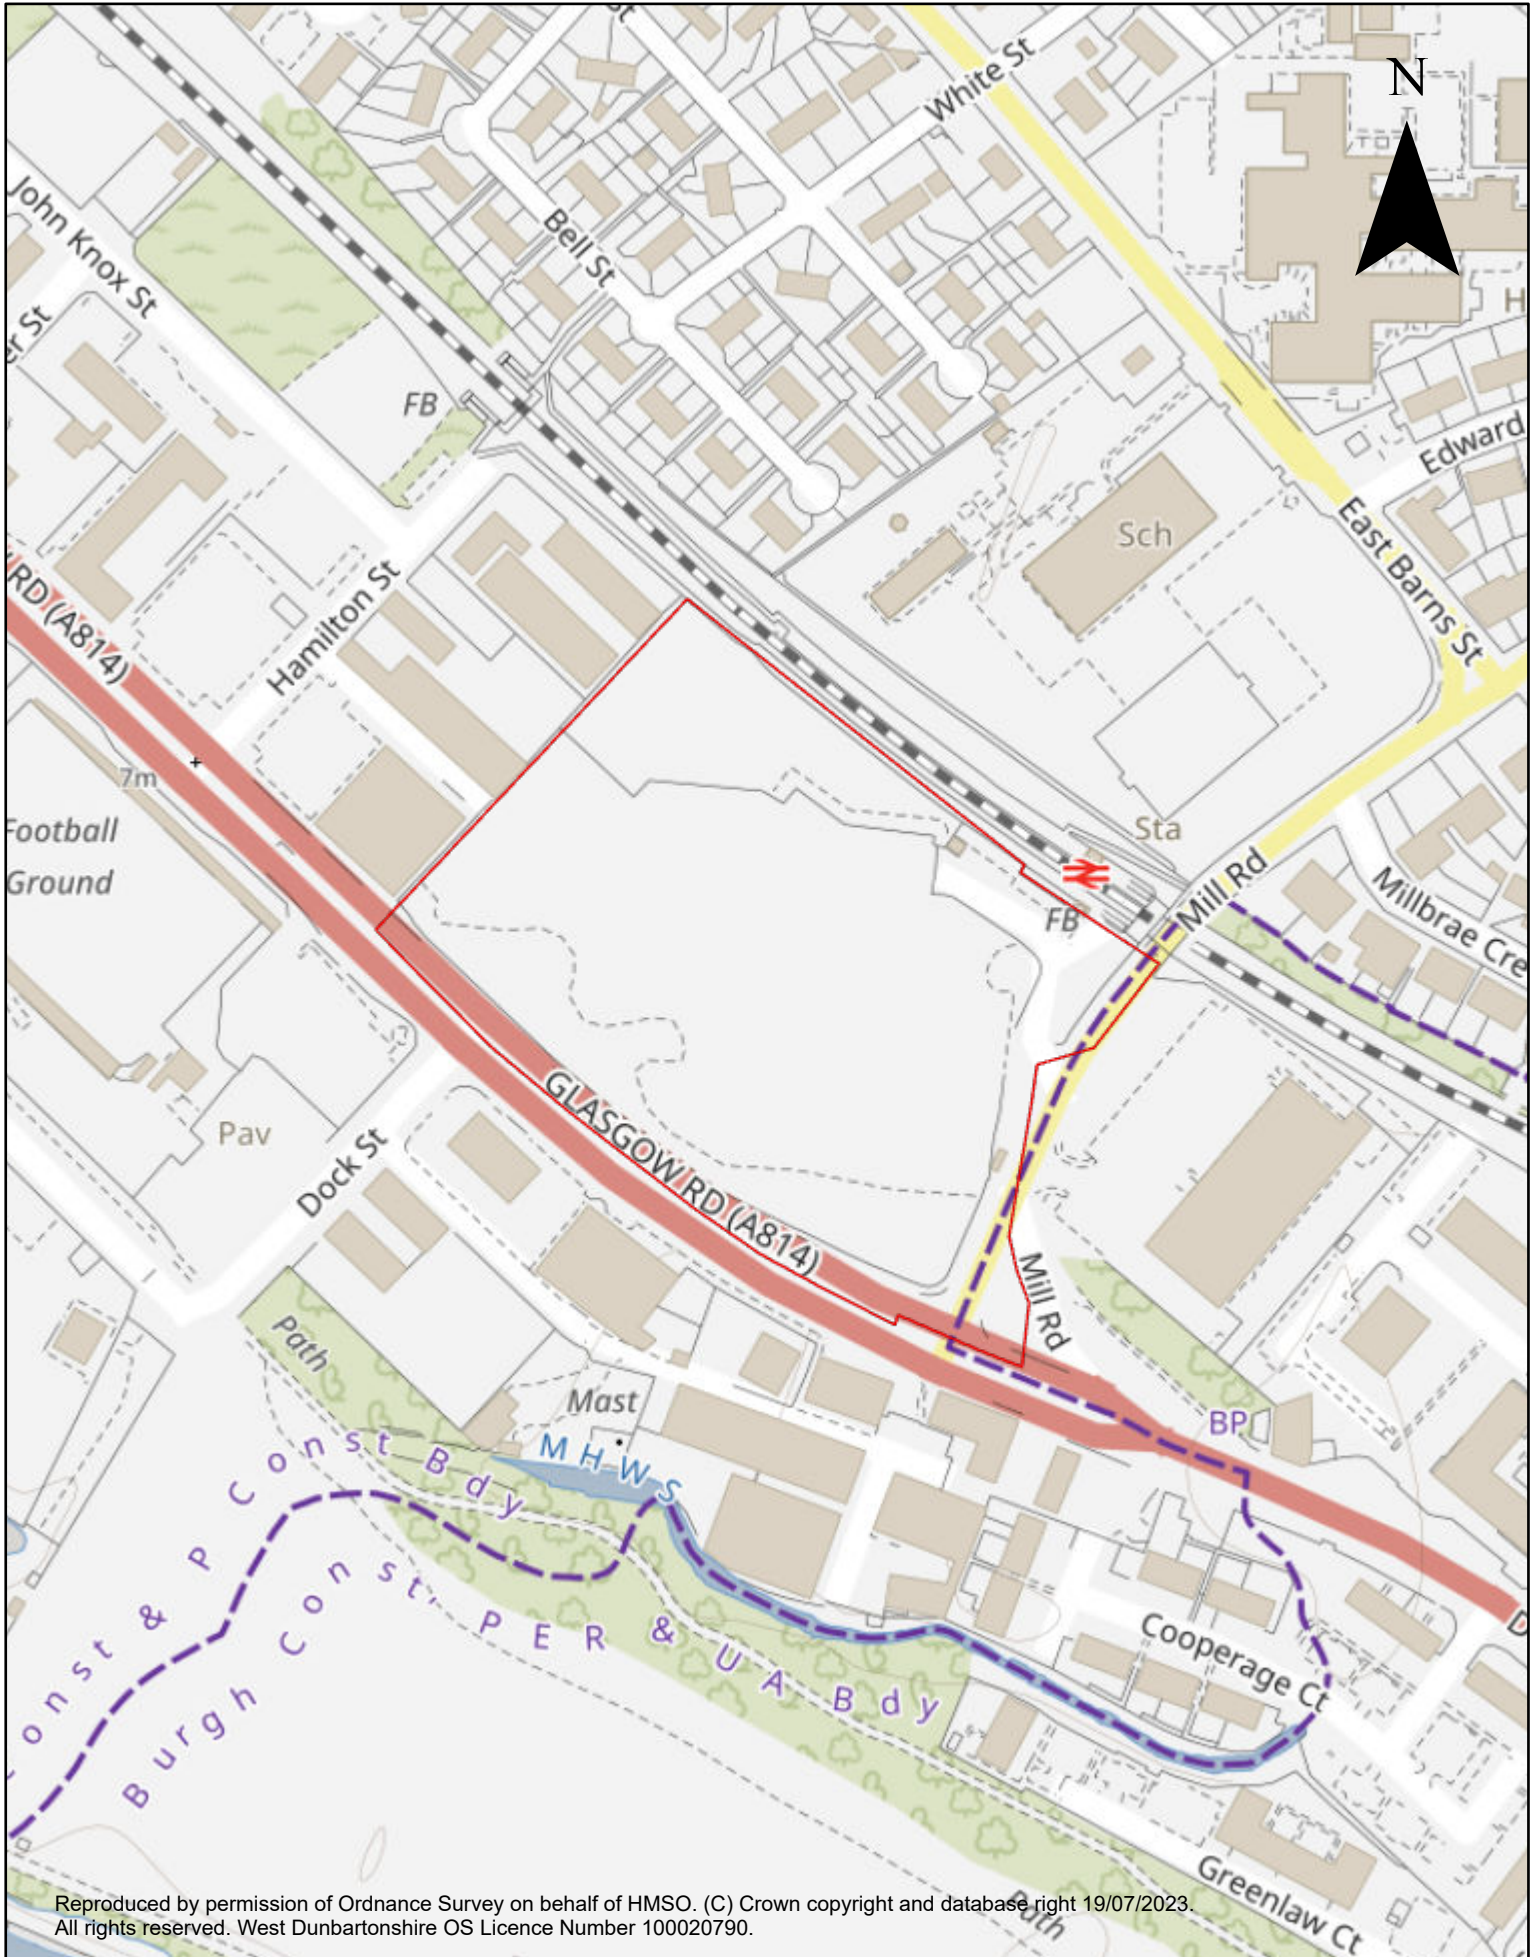 St
White St
N
John Knox St
Bell St
er St
H
FB
Edward
Sch
East Barns St
RD (A814)
Hamilton St
7m
Football
Ground
Sta
Mill Rd
Millbrae Cre
FB
GLASGOW RD (A814)
Pav
Dock St
Mill Rd
Path
Mast
BP
MHWS
Const & P Const Bdy
Burgh Const, PER & UA Bdy
Cooperage Ct
D
Greenlaw Ct
Path
Reproduced by permission of Ordnance Survey on behalf of HMSO. (C) Crown copyright and database right 19/07/2023.
All rights reserved. West Dunbartonshire OS Licence Number 100020790.